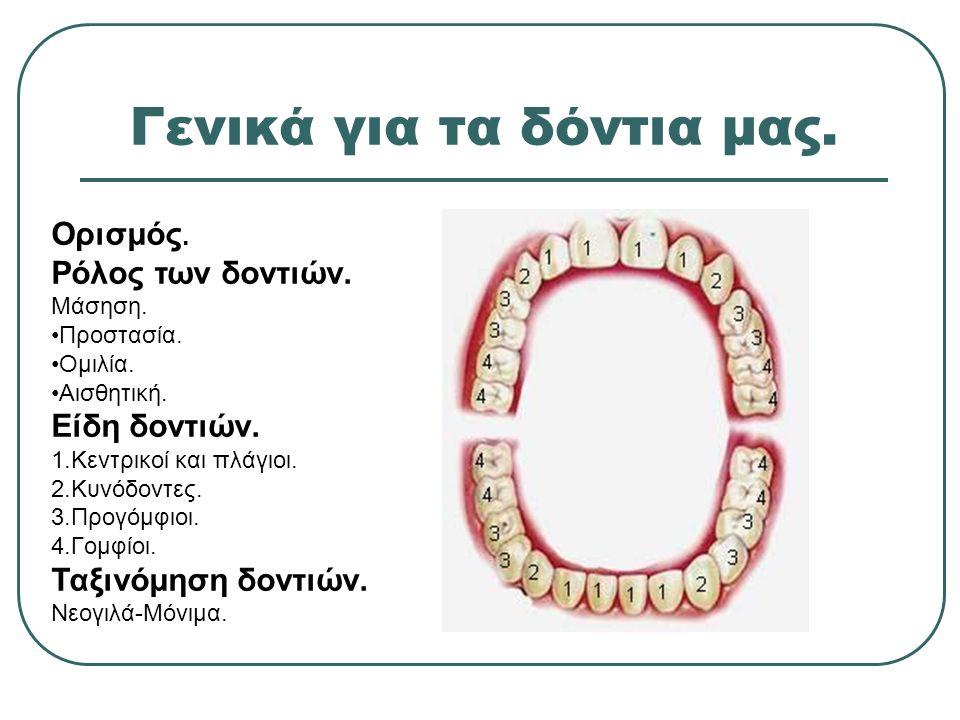 Γενικά για τα δόντια μας.
Ορισμός.
Ρόλος των δοντιών.
Μάσηση.
•Προστασία.
•Ομιλία.
•Αισθητική.
Είδη δοντιών.
1.Κεντρικοί και πλάγιοι.
2.Κυνόδοντες.
3.Προγόμφιοι.
4.Γομφίοι.
Ταξινόμηση δοντιών.
Νεογιλά-Μόνιμα.
1 1 1 1
2 2
3 3
3 3
4 4
4 4
4 4
4 4
3 3
3 3
2 1 1 1 1 2